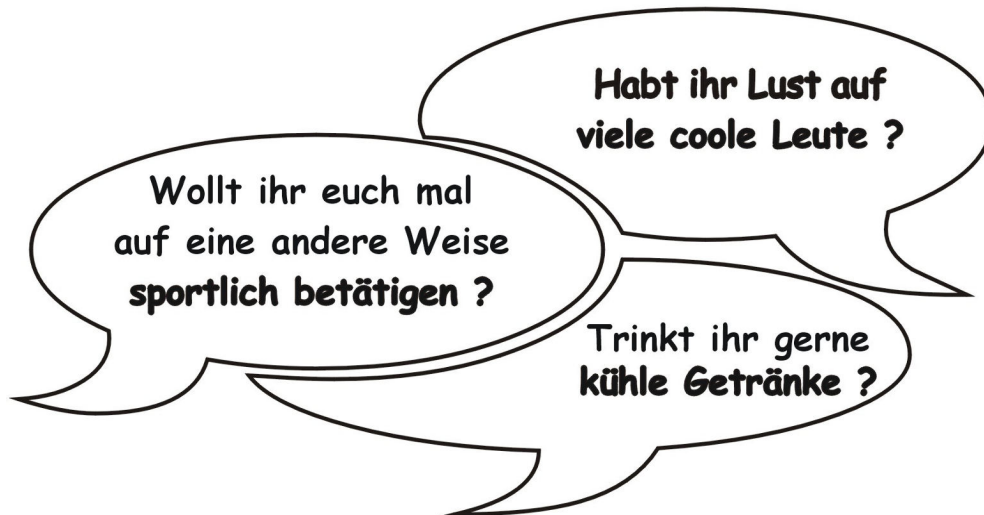 Habt ihr Lust auf
viele coole Leute ?
Wollt ihr euch mal
auf eine andere Weise
sportlich betätigen ?
Trinkt ihr gerne
kühle Getränke ?